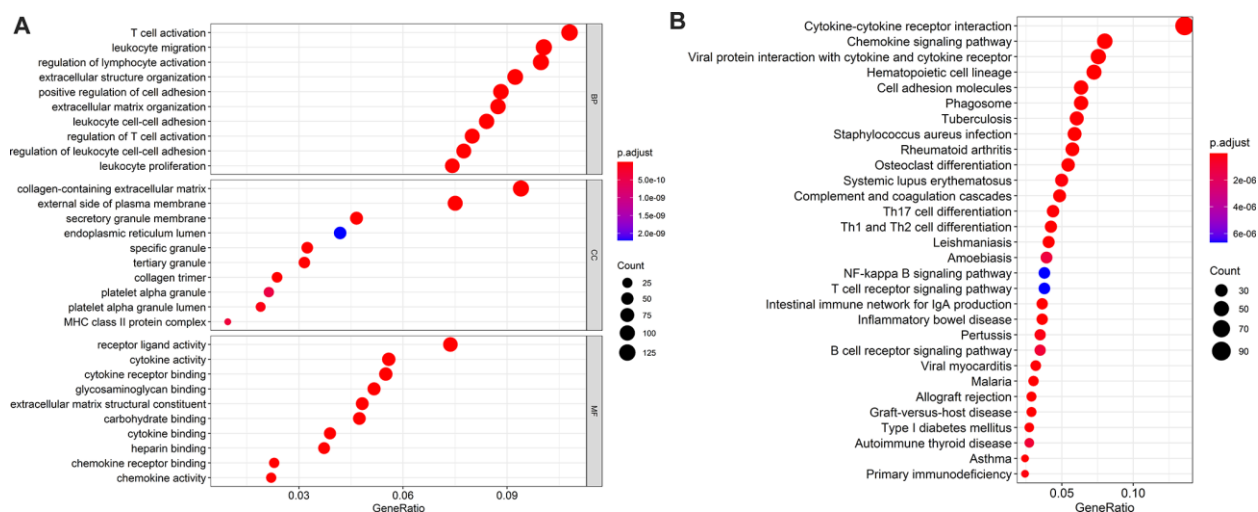 A
T cell activation
leukocyte migration
regulation of lymphocyte activation
extracellular structure organization
positive regulation of cell adhesion
extracellular matrix organization
leukocyte cell-cell adhesion
regulation of T cell activation
regulation of leukocyte cell-cell adhesion
leukocyte proliferation
BP
collagen-containing extracellular matrix
external side of plasma membrane
secretory granule membrane
endoplasmic reticulum lumen
specific granule
tertiary granule
collagen trimer
platelet alpha granule
platelet alpha granule lumen
MHC class II protein complex
CC
receptor ligand activity
cytokine activity
cytokine receptor binding
glycosaminoglycan binding
extracellular matrix structural constituent
carbohydrate binding
cytokine binding
heparin binding
chemokine receptor binding
chemokine activity
MF
0.03 0.06 0.09
GeneRatio
p.adjust
5.0e-10
1.0e-09
1.5e-09
2.0e-09
Count
25
50
75
100
125
B
Cytokine-cytokine receptor interaction
Chemokine signaling pathway
Viral protein interaction with cytokine and cytokine receptor
Hematopoietic cell lineage
Cell adhesion molecules
Phagosome
Tuberculosis
Staphylococcus aureus infection
Rheumatoid arthritis
Osteoclast differentiation
Systemic lupus erythematosus
Complement and coagulation cascades
Th17 cell differentiation
Th1 and Th2 cell differentiation
Leishmaniasis
Amoebiasis
NF-kappa B signaling pathway
T cell receptor signaling pathway
Intestinal immune network for IgA production
Inflammatory bowel disease
Pertussis
B cell receptor signaling pathway
Viral myocarditis
Malaria
Allograft rejection
Graft-versus-host disease
Type I diabetes mellitus
Autoimmune thyroid disease
Asthma
Primary immunodeficiency
0.05 0.10
GeneRatio
p.adjust
2e-06
4e-06
6e-06
Count
30
50
70
90